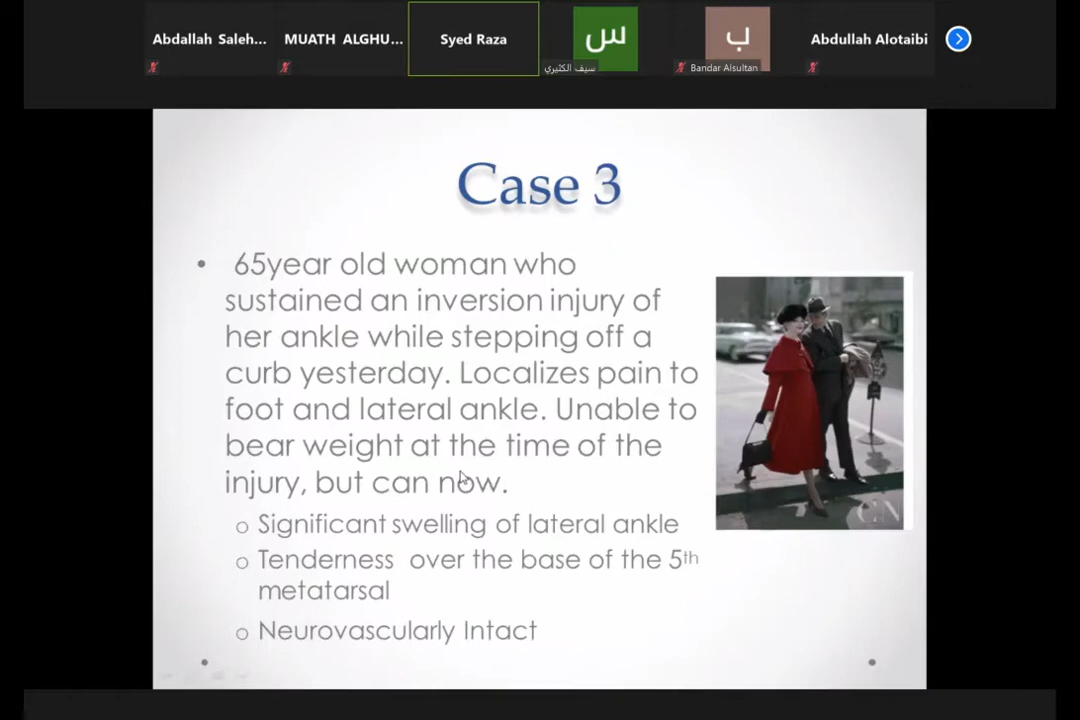 Abdallah Saleh...
MUATH ALGHU...
Syed Raza
س
سيف الكثيري
ب
Bandar Alsultan
Abdullah Alotaibi
Case 3
• 65year old woman who
sustained an inversion injury of
her ankle while stepping off a
curb yesterday. Localizes pain to
foot and lateral ankle. Unable to
bear weight at the time of the
injury, but can now.
o Significant swelling of lateral ankle
o Tenderness over the base of the 5th
metatarsal
o Neurovascularly Intact